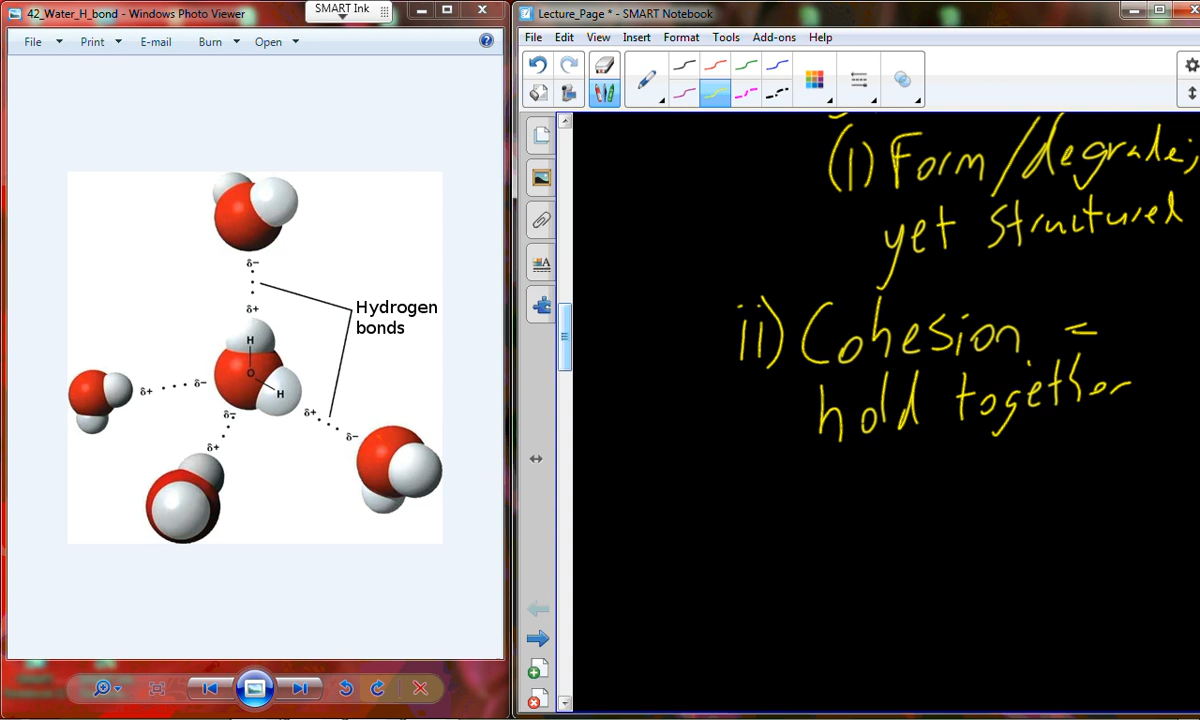 42_Water_H_bond - Windows Photo Viewer
SMART Ink
File Print E-mail Burn Open
δ−
δ+
Hydrogen
bonds
H
O
H
δ+ δ−
δ− δ+
δ−
δ+
Lecture_Page * - SMART Notebook
File Edit View Insert Format Tools Add-ons Help
(1) Form/degrade;
yet structured
ii) Cohesion =
hold together